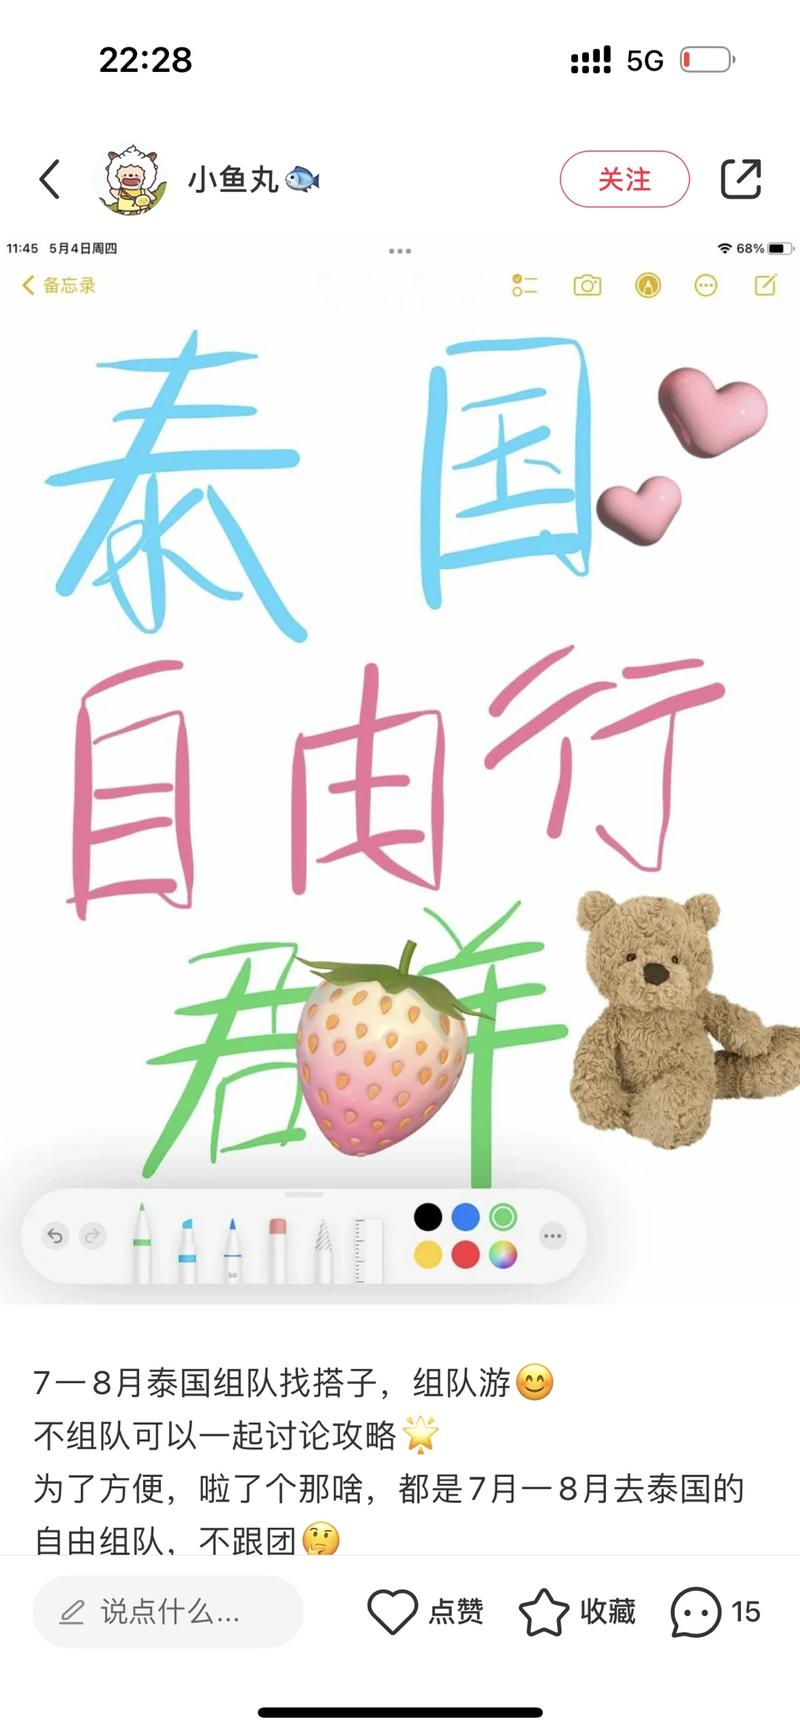 22:28
5G
小鱼丸🐟
关注
11:45 5月4日周四
68%
备忘录
泰国
自由行
群
50
7一8月泰国组队找搭子，组队游😊
不组队可以一起讨论攻略🌟
为了方便，啦了个那啥，都是7月一8月去泰国的
自由组队，不跟团🤔
说点什么...
点赞
收藏
15